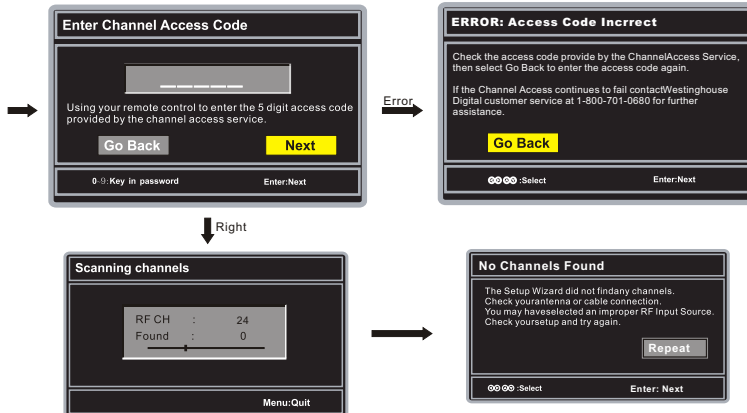 Enter Channel Access Code
_ _ _ _ _
Using your remote control to enter the 5 digit access code
provided by the channel access service.
Go Back
Next
0-9:Key in password
Enter:Next
Error
ERROR: Access Code Incrrect
Check the access code provide by the ChannelAccess Service,
then select Go Back to enter the access code again.
If the Channel Access continues to fail contactWestinghouse
Digital customer service at 1-800-701-0680 for further
assistance.
Go Back
:Select
Enter:Next
Right
Scanning channels
RF CH : 24
Found : 0
Menu:Quit
No Channels Found
The Setup Wizard did not findany channels.
Check yourantenna or cable connection.
You may haveselected an improper RF Input Source.
Check yoursetup and try again.
Repeat
:Select
Enter: Next